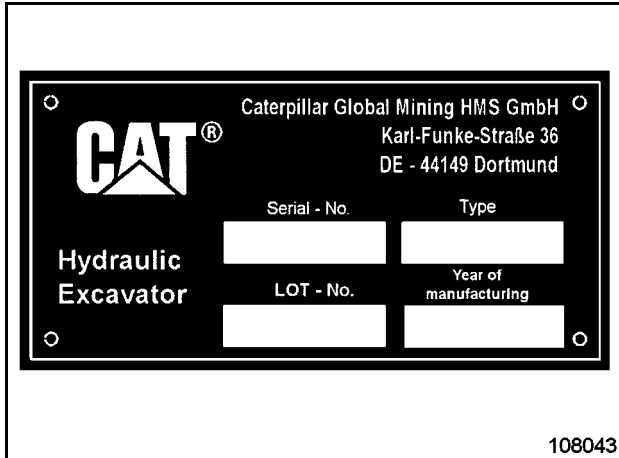 Caterpillar Global Mining HMS GmbH
Karl-Funke-Straße 36
DE - 44149 Dortmund
CAT®
Serial - No.
Type
Hydraulic
Excavator
LOT - No.
Year of
manufacturing
108043